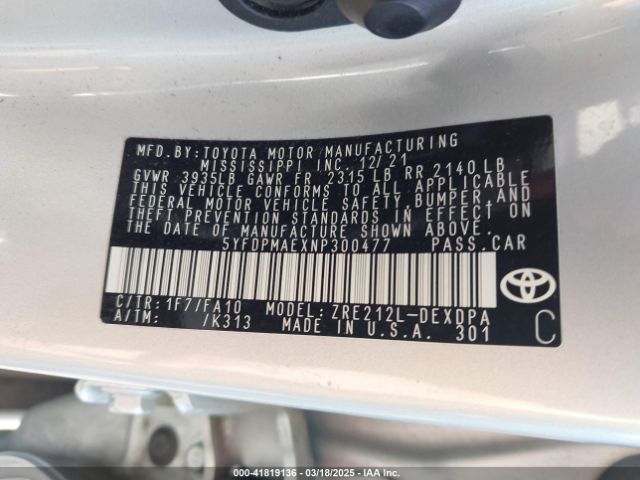 MFD.BY:TOYOTA MOTOR MANUFACTURING
MISSISSIPPI INC. 12/21
GVWR 3935LB GAWR FR 2315 LB RR 2140 LB
THIS VEHICLE CONFORMS TO ALL APPLICABLE
FEDERAL MOTOR VEHICLE SAFETY, BUMPER, AND
THEFT PREVENTION STANDARDS IN EFFECT ON
THE DATE OF MANUFACTURE SHOWN ABOVE.
5YFDPMAEXNP300477 PASS.CAR
C/TR: 1F7/FA10 MODEL: ZRE212L-DEXDPA
A/TM: /K313 MADE IN U.S.A. 301
C
000-41819136 — 03/18/2025 — IAA Inc.